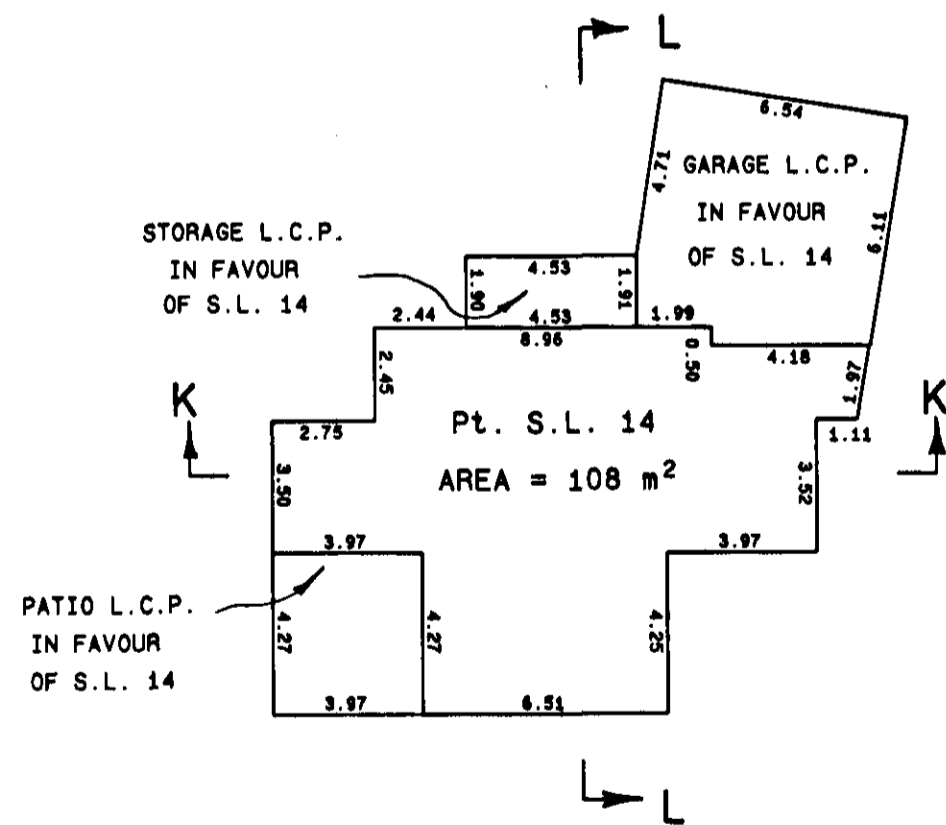 L
6.54
4.71
GARAGE L.C.P.
IN FAVOUR
OF S.L. 14
6.11
STORAGE L.C.P.
IN FAVOUR
OF S.L. 14
4.53
1.90
1.91
2.44
4.53
1.99
8.96
0.50
4.18
2.45
1.97
K
K
2.75
1.11
Pt. S.L. 14
AREA = 108 m²
3.50
3.52
3.97
3.97
PATIO L.C.P.
IN FAVOUR
OF S.L. 14
4.27
4.27
4.25
3.97
6.51
L